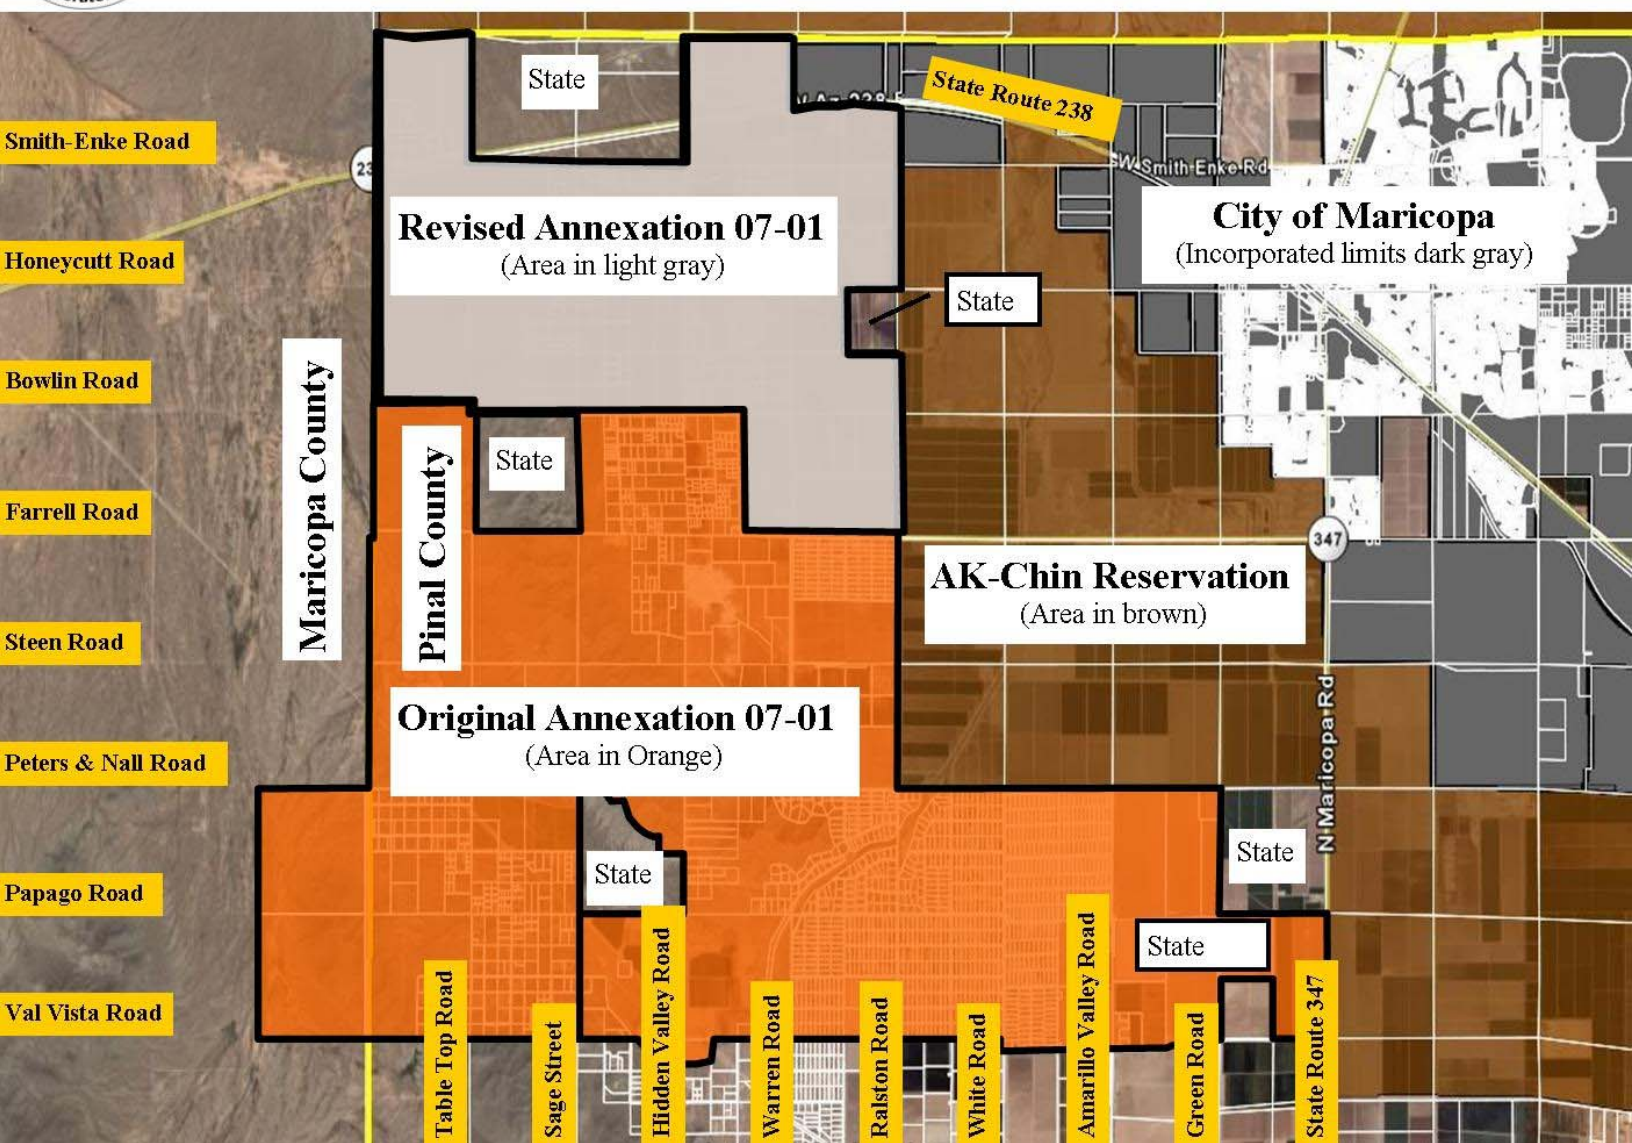 State
State Route 238
Smith-Enke Road
W Smith Enke Rd
Revised Annexation 07-01
(Area in light gray)
City of Maricopa
(Incorporated limits dark gray)
Honeycutt Road
State
Bowlin Road
Maricopa County
Pinal County
State
Farrell Road
347
AK-Chin Reservation
(Area in brown)
Steen Road
Original Annexation 07-01
(Area in Orange)
N Maricopa Rd
Peters & Nall Road
State
State
Papago Road
State
Val Vista Road
Table Top Road
Sage Street
Hidden Valley Road
Warren Road
Ralston Road
White Road
Amarillo Valley Road
Green Road
State Route 347